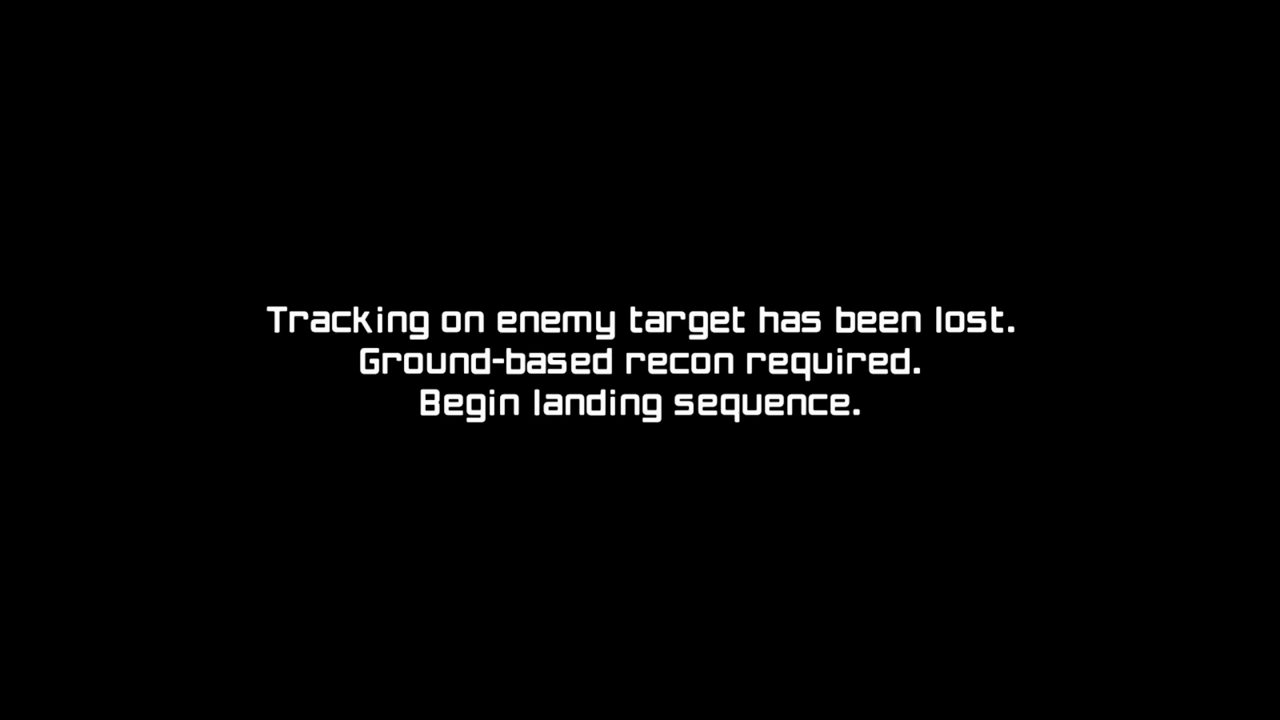 Tracking on enemy target has been lost.
Ground-based recon required.
Begin landing sequence.